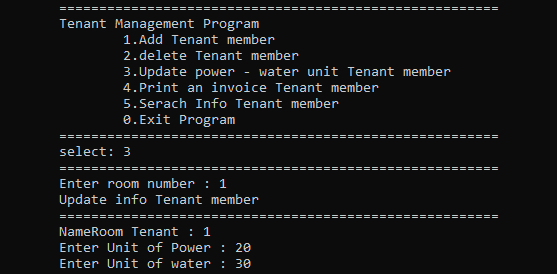 =======================================================
Tenant Management Program
1.Add Tenant member
2.delete Tenant member
3.Update power - water unit Tenant member
4.Print an invoice Tenant member
5.Serach Info Tenant member
0.Exit Program
=======================================================
select: 3
=======================================================
Enter room number : 1
Update info Tenant member
=======================================================
NameRoom Tenant : 1
Enter Unit of Power : 20
Enter Unit of water : 30